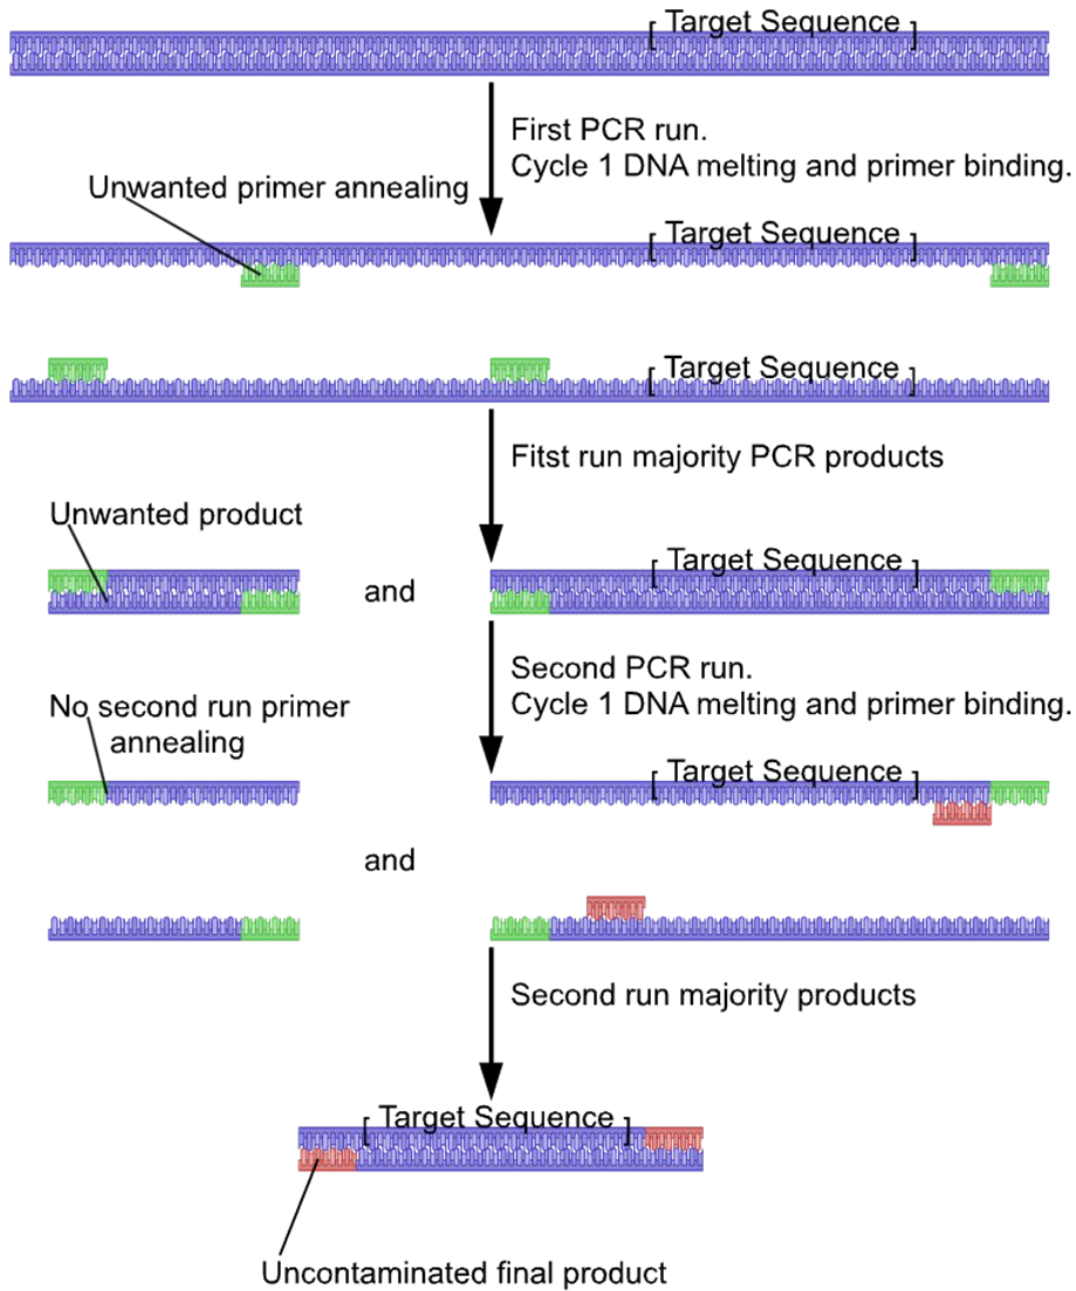 [ Target Sequence ]
First PCR run.
Cycle 1 DNA melting and primer binding.
Unwanted primer annealing
[ Target Sequence ]
[ Target Sequence ]
Fitst run majority PCR products
Unwanted product
[ Target Sequence ]
and
Second PCR run.
Cycle 1 DNA melting and primer binding.
No second run primer
annealing
[ Target Sequence ]
and
Second run majority products
[ Target Sequence ]
Uncontaminated final product